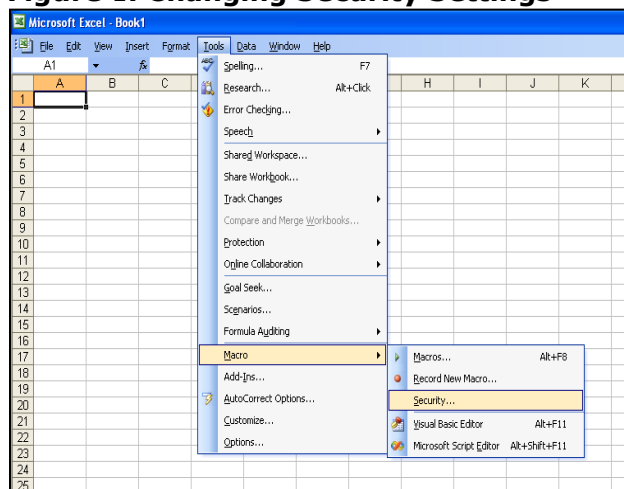 Figure 1: Changing Security Settings
Microsoft Excel - Book1
File Edit View Insert Format Tools Data Window Help
A1 fx
A B C H I J K
Spelling... F7
Research... Alt+Click
Error Checking...
Speech
Shared Workspace...
Share Workbook...
Track Changes
Compare and Merge Workbooks...
Protection
Online Collaboration
Goal Seek...
Scenarios...
Formula Auditing
Macro
Add-Ins...
AutoCorrect Options...
Customize...
Options...
Macros... Alt+F8
Record New Macro...
Security...
Visual Basic Editor Alt+F11
Microsoft Script Editor Alt+Shift+F11
1
2
3
4
5
6
7
8
9
10
11
12
13
14
15
16
17
18
19
20
21
22
23
24
25